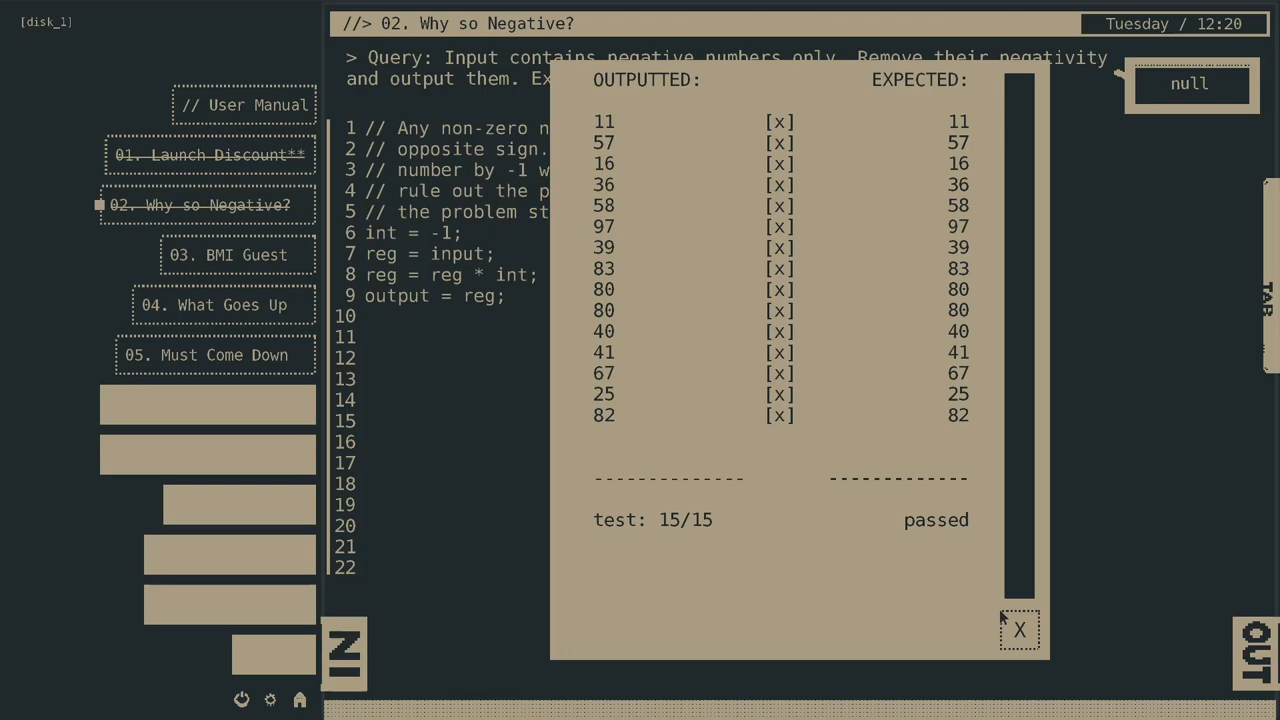 [disk_1]
// User Manual
01. Launch Discount**
02. Why so Negative?
03. BMI Guest
04. What Goes Up
05. Must Come Down
//> 02. Why so Negative?
Tuesday / 12:20
> Query: Input contains negative numbers only. Remove their negativity
and output them. Ex
null
1 // Any non-zero n
2 // opposite sign.
3 // number by -1 w
4 // rule out the p
5 // the problem st
6 int = -1;
7 reg = input;
8 reg = reg * int;
9 output = reg;
10
11
12
13
14
15
16
17
18
19
20
21
22
OUTPUTTED: EXPECTED:
11 [x] 11
57 [x] 57
16 [x] 16
36 [x] 36
58 [x] 58
97 [x] 97
39 [x] 39
83 [x] 83
80 [x] 80
80 [x] 80
40 [x] 40
41 [x] 41
67 [x] 67
25 [x] 25
82 [x] 82
-------------- -------------
test: 15/15 passed
X
TAB
IN
OUT